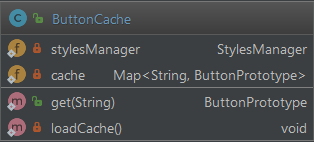 C ButtonCache
f stylesManager StylesManager
f cache Map<String, ButtonPrototype>
m get(String) ButtonPrototype
m loadCache() void